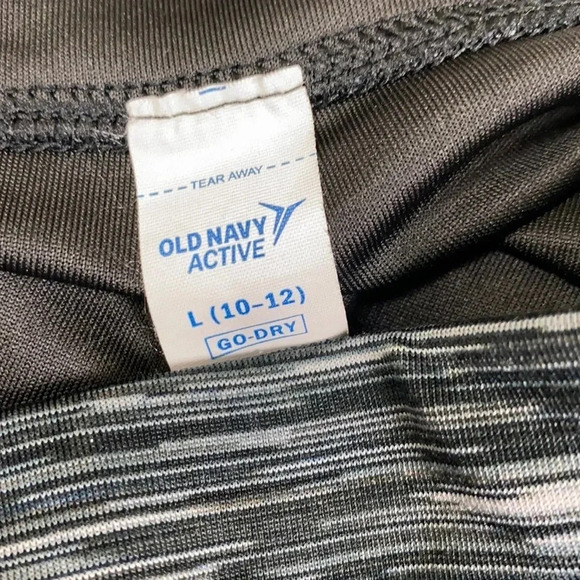 TEAR AWAY
OLD NAVY
ACTIVE
L (10-12)
GO-DRY